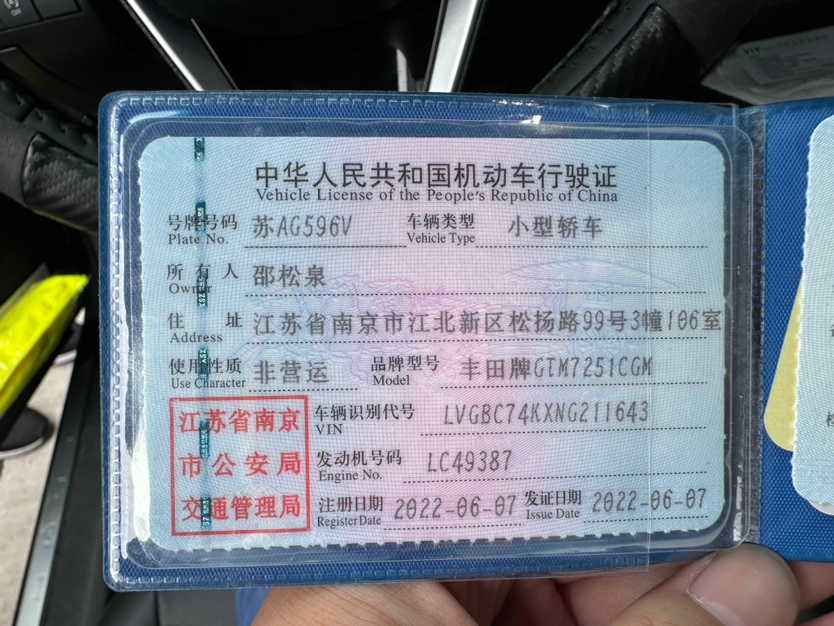 中华人民共和国机动车行驶证
Vehicle License of the People's Republic of China
号牌号码 苏AG596V 车辆类型 小型轿车
Plate No. Vehicle Type
所有人 邵松泉
Owner
住址 江苏省南京市江北新区松扬路99号3幢106室
Address
使用性质 非营运 品牌型号 丰田牌GTM7251CGM
Use Character Model
江苏省南京
市公安局
交通管理局
车辆识别代号 LVGBC74KXNG211643
VIN
发动机号码 LC49387
Engine No.
注册日期 2022-06-07 发证日期 2022-06-07
Register Date Issue Date